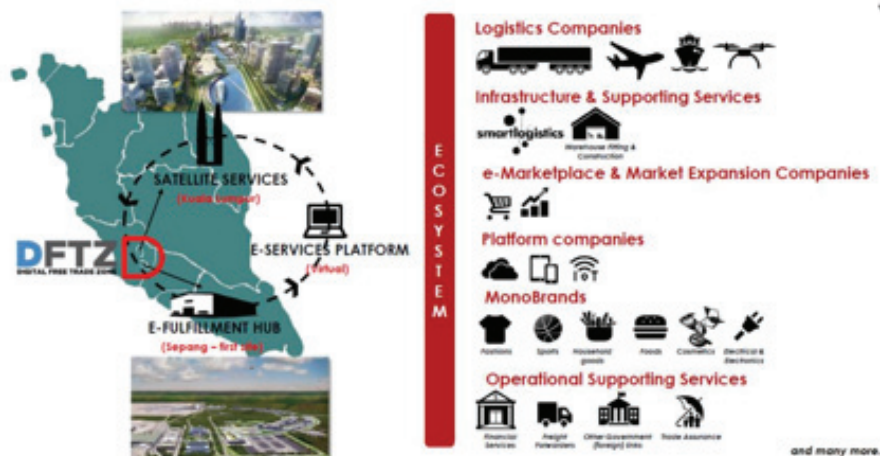 SATELLITE SERVICES
(Kuala Lumpur)
DFTZ
DIGITAL FREE TRADE ZONE
E-SERVICES PLATFORM
(Virtual)
E-FULFILLMENT HUB
(Sepang – first site)
ECOSYSTEM
Logistics Companies
Infrastructure & Supporting Services
smartlogistics
Warehouse Fitting &
Construction
e-Marketplace & Market Expansion Companies
Platform companies
IoT
MonoBrands
Fashions
Sports
Household
goods
Foods
Cosmetics
Electrical &
Electronics
Operational Supporting Services
Financial
Services
Freight
Forwarders
Other Government
(foreign) links
Trade Assurance
and many more.